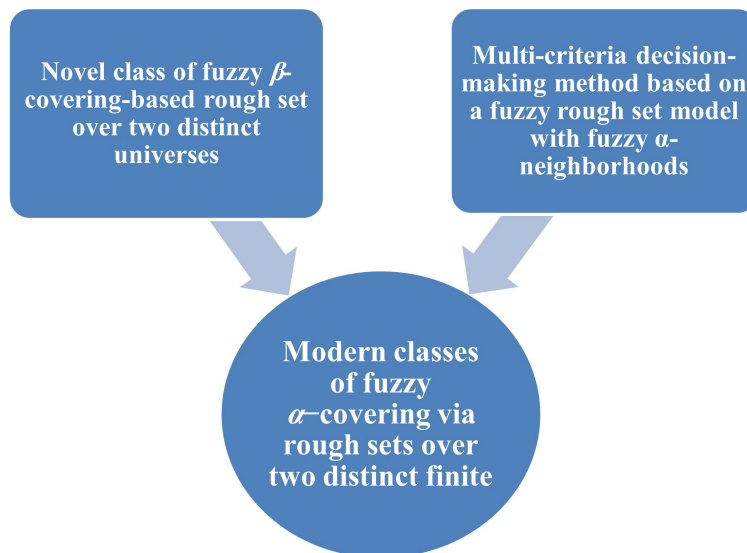 Novel class of fuzzy β-
covering-based rough set
over two distinct
universes
Multi-criteria decision-
making method based on
a fuzzy rough set model
with fuzzy α-
neighborhoods
Modern classes
of fuzzy
α−covering via
rough sets over
two distinct finite